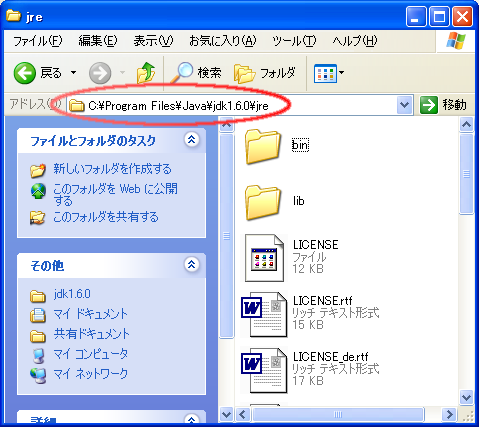 jre
ファイル(F) 編集(E) 表示(V) お気に入り(A) ツール(T) ヘルプ(H)
戻る 検索 フォルダ
アドレス(D) C:¥Program Files¥Java¥jdk1.6.0¥jre 移動
ファイルとフォルダのタスク
新しいフォルダを作成する
このフォルダを Web に公開
する
このフォルダを共有する
その他
jdk1.6.0
マイ ドキュメント
共有ドキュメント
マイ コンピュータ
マイ ネットワーク
詳細
bin
lib
LICENSE
ファイル
12 KB
LICENSE.rtf
リッチ テキスト形式
15 KB
LICENSE_de.rtf
リッチ テキスト形式
17 KB